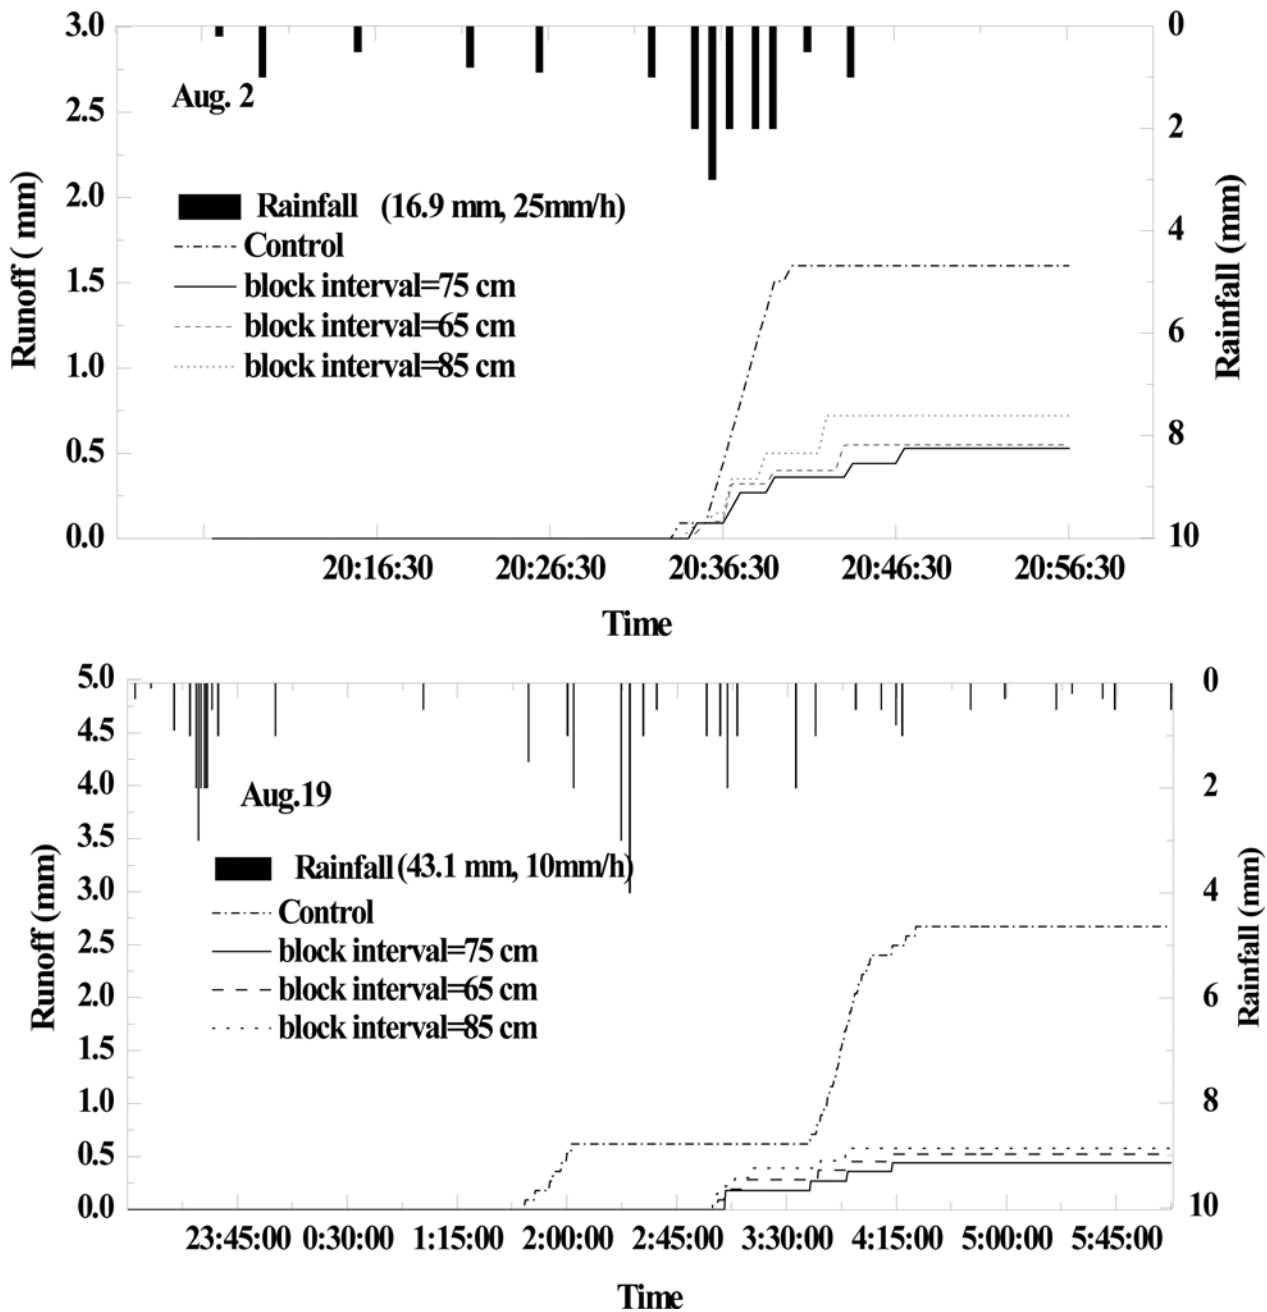 3.0
2.5
2.0
1.5
1.0
0.5
0.0
Runoff ( mm)
0
2
4
6
8
10
Rainfall (mm)
Aug. 2
Rainfall (16.9 mm, 25mm/h)
Control
block interval=75 cm
block interval=65 cm
block interval=85 cm
20:16:30 20:26:30 20:36:30 20:46:30 20:56:30
Time
5.0
4.5
4.0
3.5
3.0
2.5
2.0
1.5
1.0
0.5
0.0
Runoff (mm)
0
2
4
6
8
10
Rainfall (mm)
Aug.19
Rainfall (43.1 mm, 10mm/h)
Control
block interval=75 cm
block interval=65 cm
block interval=85 cm
23:45:00 0:30:00 1:15:00 2:00:00 2:45:00 3:30:00 4:15:00 5:00:00 5:45:00
Time